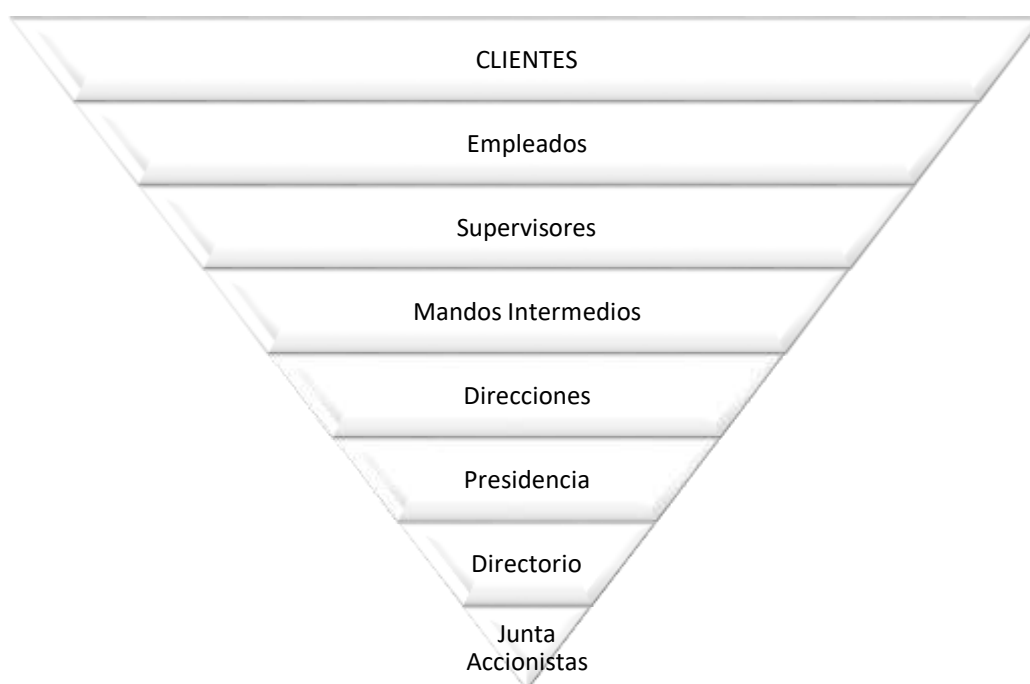 CLIENTES
Empleados
Supervisores
Mandos Intermedios
Direcciones
Presidencia
Directorio
Junta
Accionistas